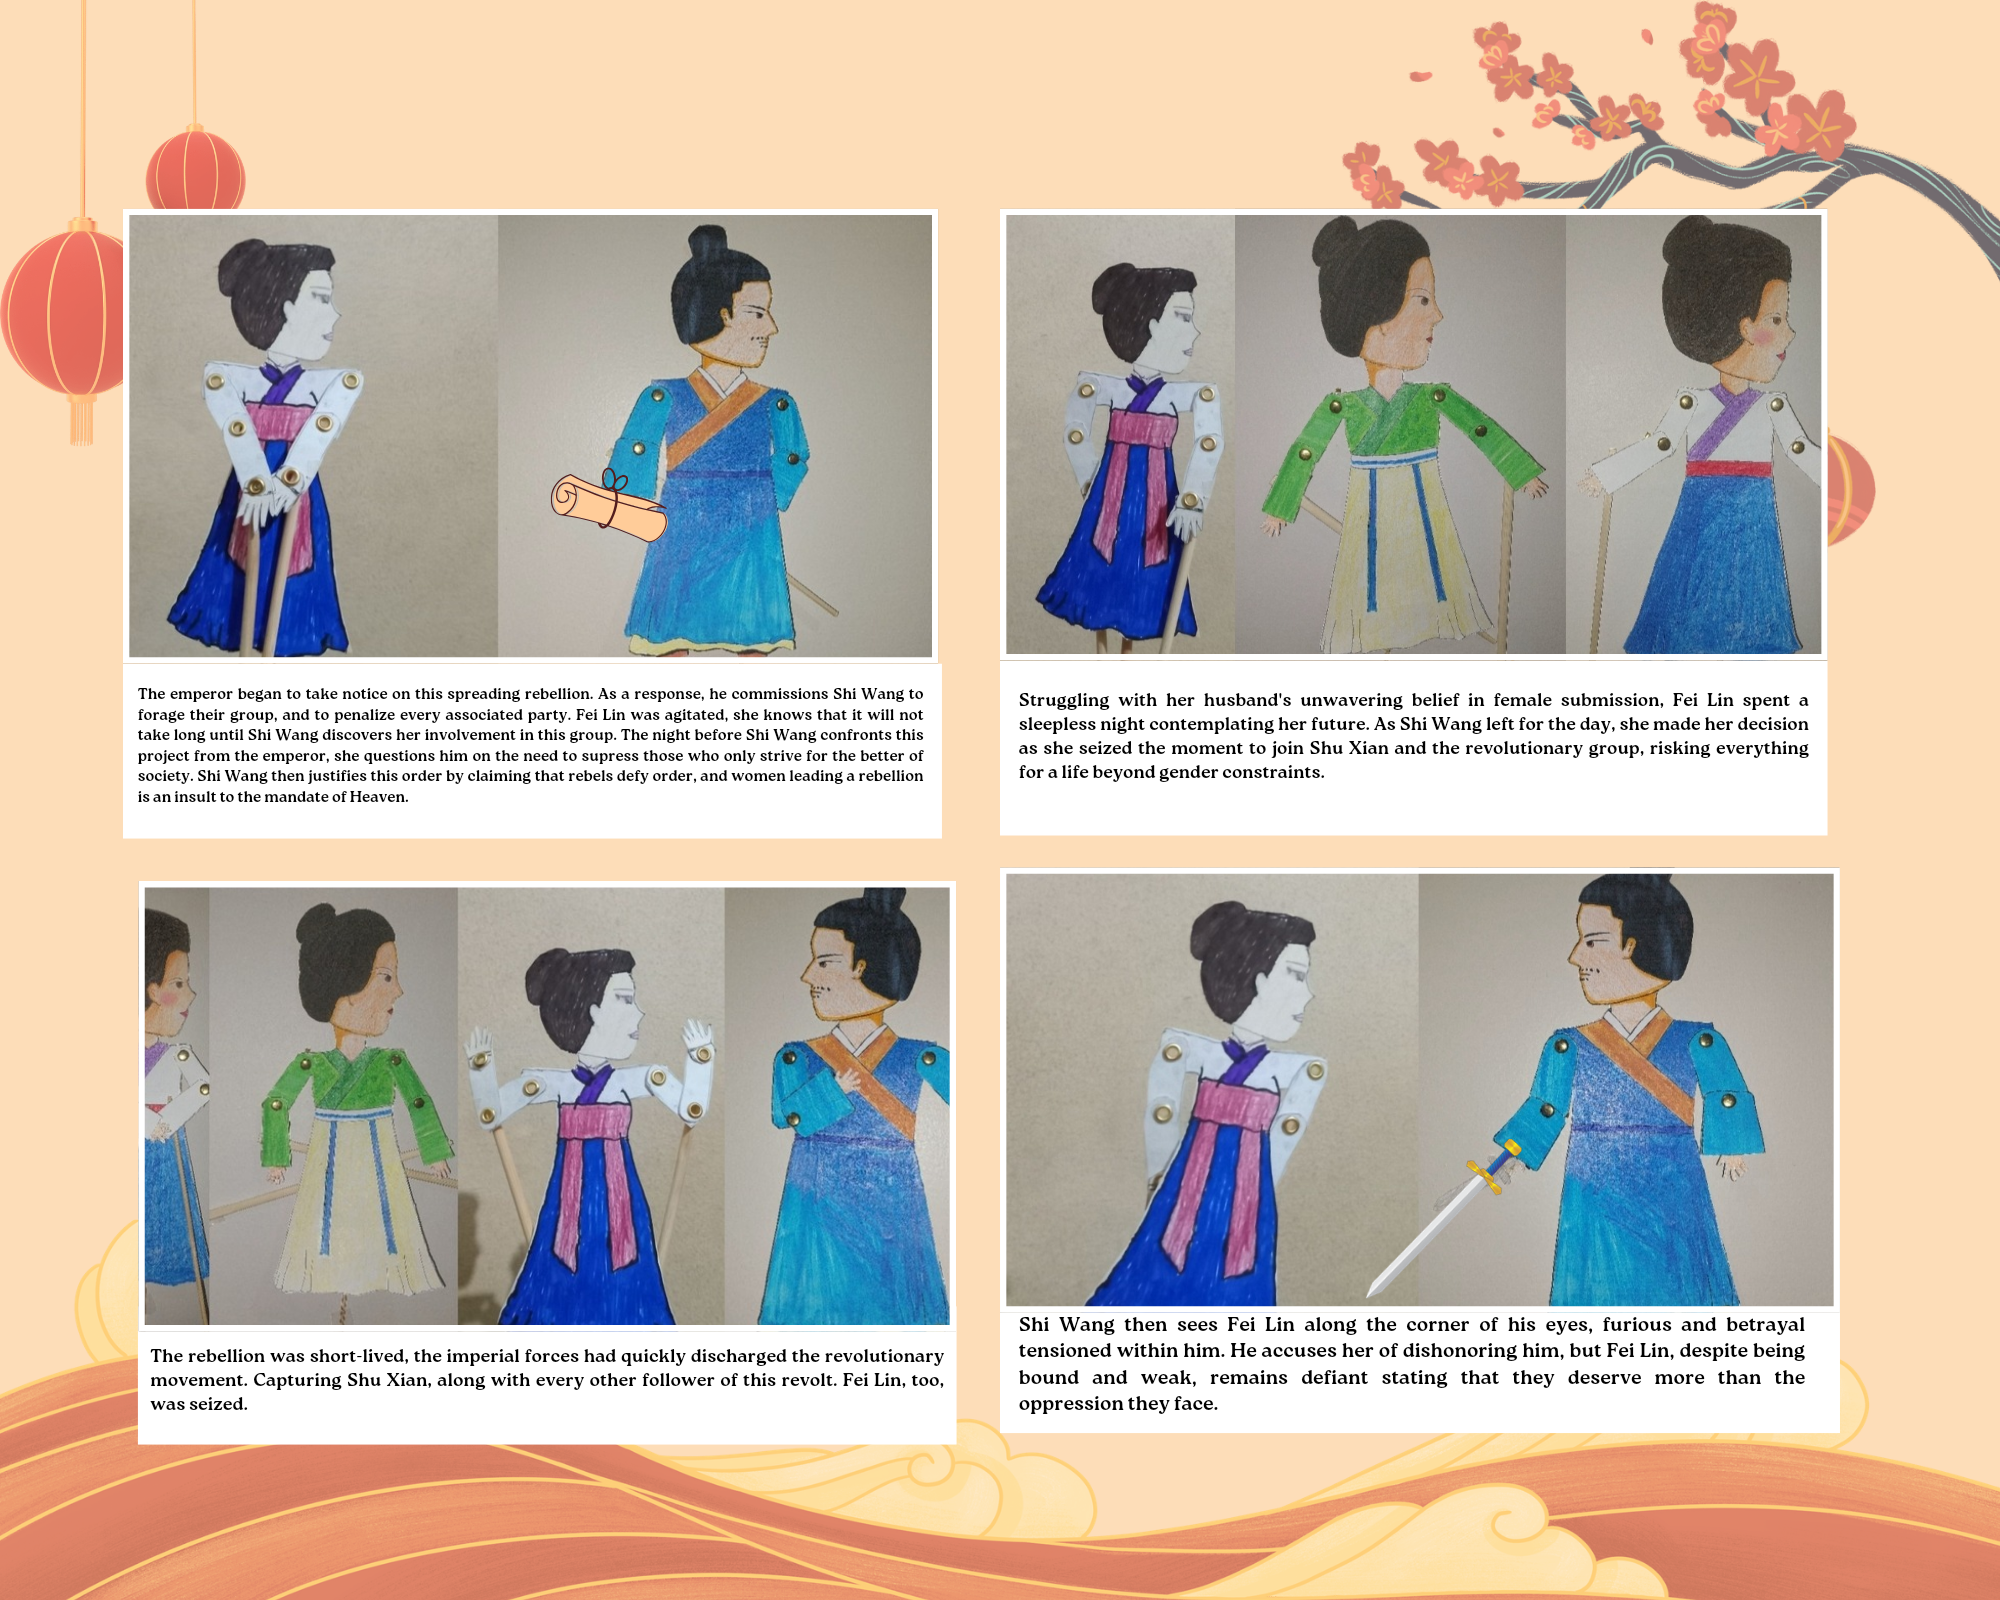 The emperor began to take notice on this spreading rebellion. As a response, he commissions Shi Wang to
forage their group, and to penalize every associated party. Fei Lin was agitated, she knows that it will not
take long until Shi Wang discovers her involvement in this group. The night before Shi Wang confronts this
project from the emperor, she questions him on the need to supress those who only strive for the better of
society. Shi Wang then justifies this order by claiming that rebels defy order, and women leading a rebellion
is an insult to the mandate of Heaven.
Struggling with her husband's unwavering belief in female submission, Fei Lin spent a
sleepless night contemplating her future. As Shi Wang left for the day, she made her decision
as she seized the moment to join Shu Xian and the revolutionary group, risking everything
for a life beyond gender constraints.
The rebellion was short-lived, the imperial forces had quickly discharged the revolutionary
movement. Capturing Shu Xian, along with every other follower of this revolt. Fei Lin, too,
was seized.
Shi Wang then sees Fei Lin along the corner of his eyes, furious and betrayal
tensioned within him. He accuses her of dishonoring him, but Fei Lin, despite being
bound and weak, remains defiant stating that they deserve more than the
oppression they face.